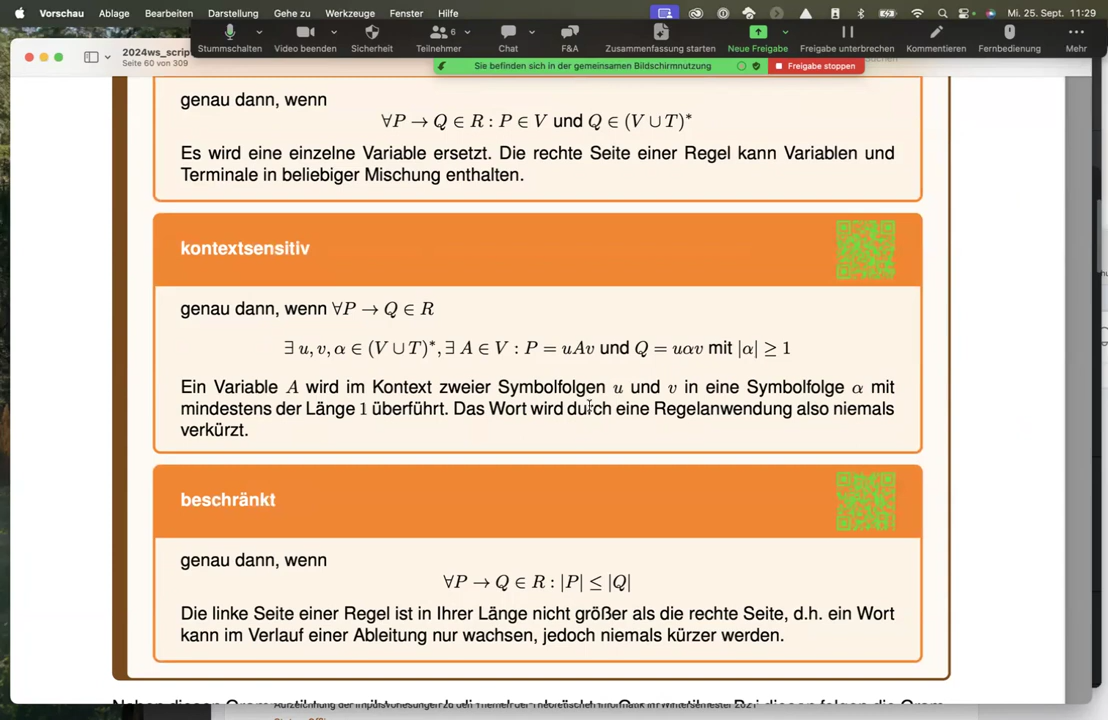 Vorschau Ablage Bearbeiten Darstellung Gehe zu Werkzeuge Fenster Hilfe Mi. 25. Sept. 11:29
Stummschalten Video beenden Sicherheit Teilnehmer 6 Chat F&A Zusammenfassung starten Neue Freigabe Freigabe unterbrechen Kommentieren Fernbedienung Mehr
2024ws_scrip
Seite 60 von 309
Sie befinden sich in der gemeinsamen Bildschirmnutzung Freigabe stoppen
genau dann, wenn
∀P → Q ∈ R : P ∈ V und Q ∈ (V ∪ T)*
Es wird eine einzelne Variable ersetzt. Die rechte Seite einer Regel kann Variablen und
Terminale in beliebiger Mischung enthalten.
kontextsensitiv
genau dann, wenn ∀P → Q ∈ R
∃ u, v, α ∈ (V ∪ T)*, ∃ A ∈ V : P = uAv und Q = uαv mit |α| ≥ 1
Ein Variable A wird im Kontext zweier Symbolfolgen u und v in eine Symbolfolge α mit
mindestens der Länge 1 überführt. Das Wort wird durch eine Regelanwendung also niemals
verkürzt.
beschränkt
genau dann, wenn
∀P → Q ∈ R : |P| ≤ |Q|
Die linke Seite einer Regel ist in Ihrer Länge nicht größer als die rechte Seite, d.h. ein Wort
kann im Verlauf einer Ableitung nur wachsen, jedoch niemals kürzer werden.